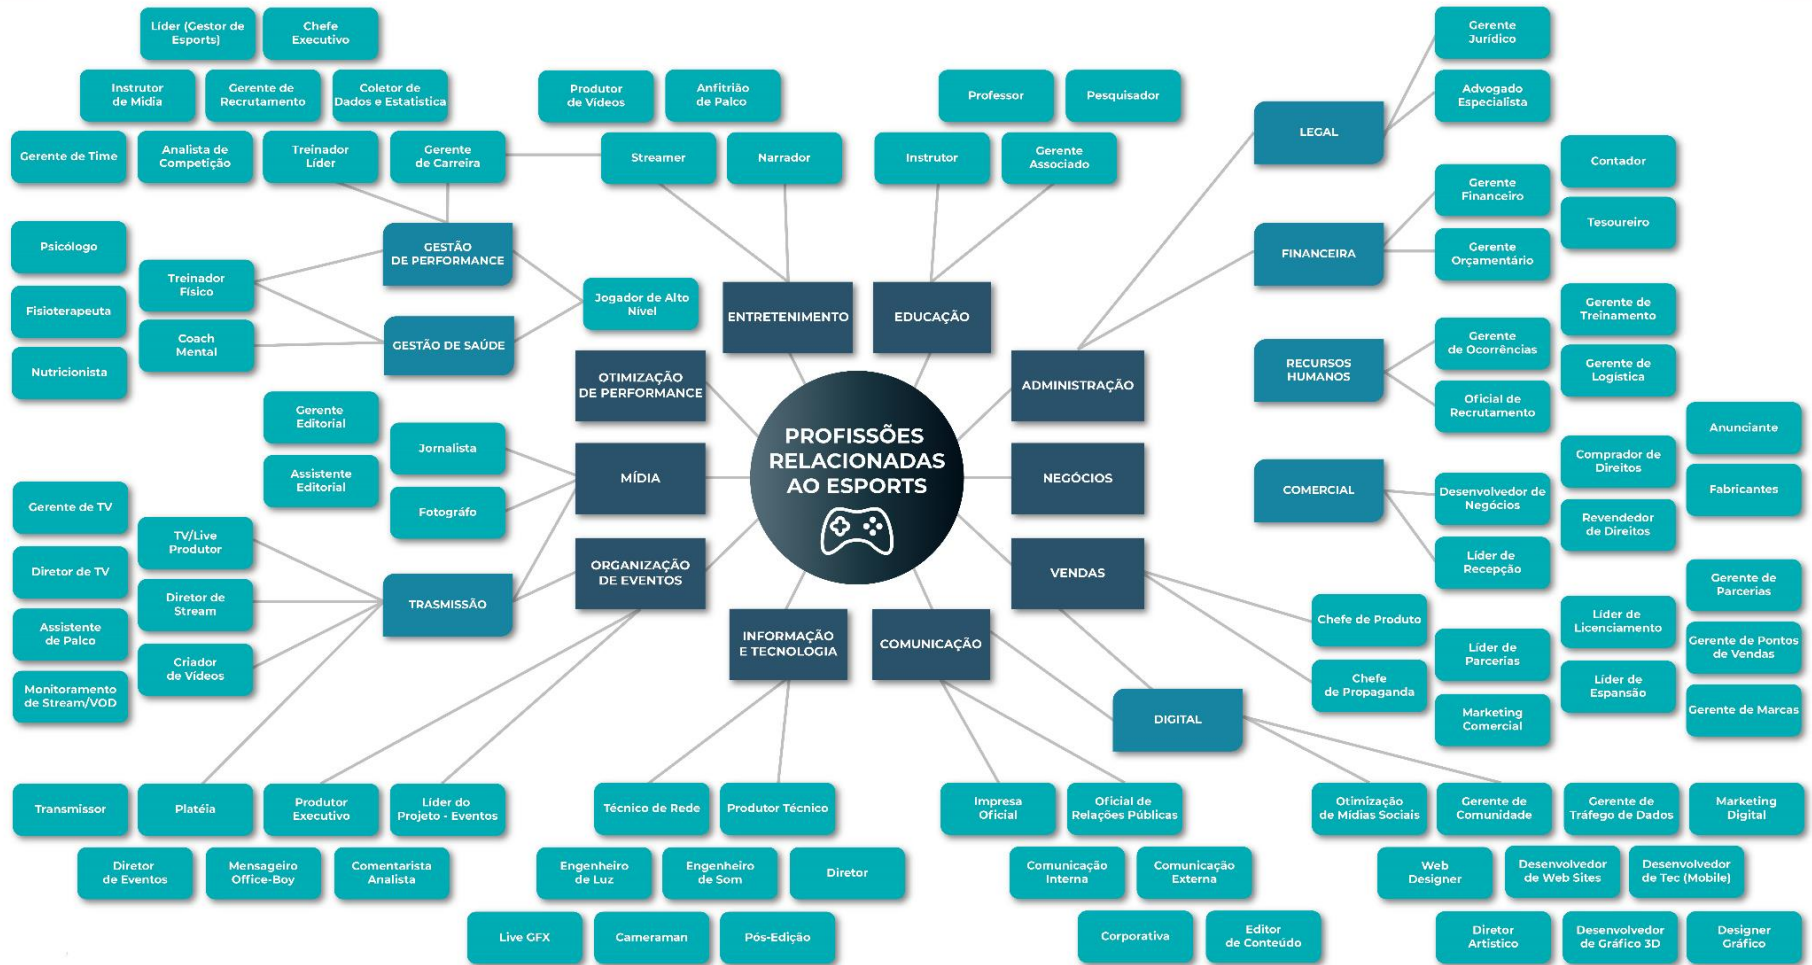 Líder (Gestor de
Esports)
Chefe
Executivo
Instrutor
de Midia
Gerente de
Recrutamento
Coletor de
Dados e Estatistica
Gerente de Time
Analista de
Competição
Treinador
Líder
Gerente
de Carreira
Produtor
de Vídeos
Anfitrião
de Palco
Streamer
Narrador
Professor
Pesquisador
Instrutor
Gerente
Associado
LEGAL
Gerente
Jurídico
Advogado
Especialista
FINANCEIRA
Gerente
Financeiro
Gerente
Orçamentário
Contador
Tesoureiro
Psicólogo
Fisioterapeuta
Nutricionista
Treinador
Físico
Coach
Mental
GESTÃO
DE PERFORMANCE
GESTÃO DE SAÚDE
Jogador de Alto
Nível
ENTRETENIMENTO
EDUCAÇÃO
OTIMIZAÇÃO
DE PERFORMANCE
ADMINISTRAÇÃO
RECURSOS
HUMANOS
Gerente
de Ocorrências
Oficial de
Recrutamento
Gerente de
Treinamento
Gerente de
Logística
PROFISSÕES
RELACIONADAS
AO ESPORTS
Gerente
Editorial
Assistente
Editorial
Jornalista
Fotográfo
MÍDIA
NEGÓCIOS
COMERCIAL
Desenvolvedor de
Negócios
Líder de
Recepção
Comprador de
Direitos
Revendedor
de Direitos
Anunciante
Fabricantes
Gerente de TV
Diretor de TV
Assistente
de Palco
Monitoramento
de Stream/VOD
TV/Live
Produtor
Diretor de
Stream
Criador
de Vídeos
TRASMISSÃO
ORGANIZAÇÃO
DE EVENTOS
INFORMAÇÃO
E TECNOLOGIA
COMUNICAÇÃO
VENDAS
DIGITAL
Chefe de Produto
Chefe
de Propaganda
Líder de
Parcerias
Marketing
Comercial
Líder de
Licenciamento
Líder de
Espansão
Gerente de
Parcerias
Gerente de Pontos
de Vendas
Gerente de Marcas
Transmissor
Platéia
Produtor
Executivo
Líder do
Projeto - Eventos
Diretor
de Eventos
Mensageiro
Office-Boy
Comentarista
Analista
Técnico de Rede
Produtor Técnico
Engenheiro
de Luz
Engenheiro
de Som
Diretor
Live GFX
Cameraman
Pós-Edição
Impresa
Oficial
Oficial de
Relações Públicas
Comunicação
Interna
Comunicação
Externa
Corporativa
Editor
de Conteúdo
Otimização
de Mídias Sociais
Gerente de
Comunidade
Gerente de
Tráfego de Dados
Marketing
Digital
Web
Designer
Desenvolvedor
de Web Sites
Desenvolvedor
de Tec (Mobile)
Diretor
Artístico
Desenvolvedor
de Gráfico 3D
Designer
Gráfico